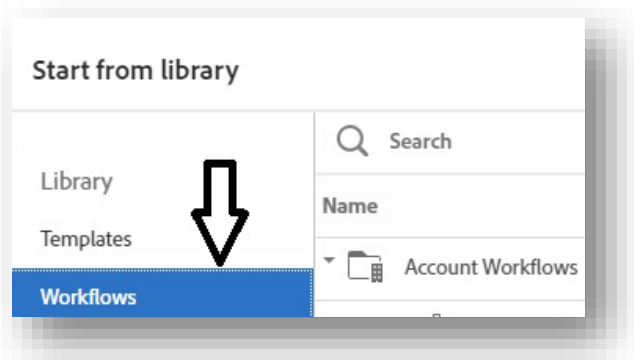 Start from library
Search
Library
Name
Templates
Account Workflows
Workflows